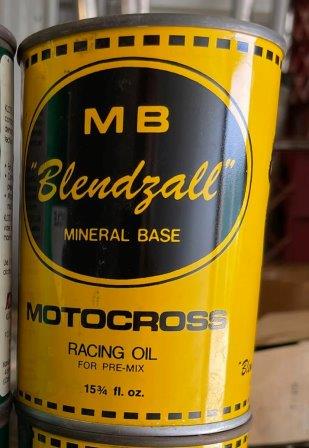 MB
"Blendzall"
MINERAL BASE
MOTOCROSS
RACING OIL
FOR PRE-MIX
15¾ fl. oz.